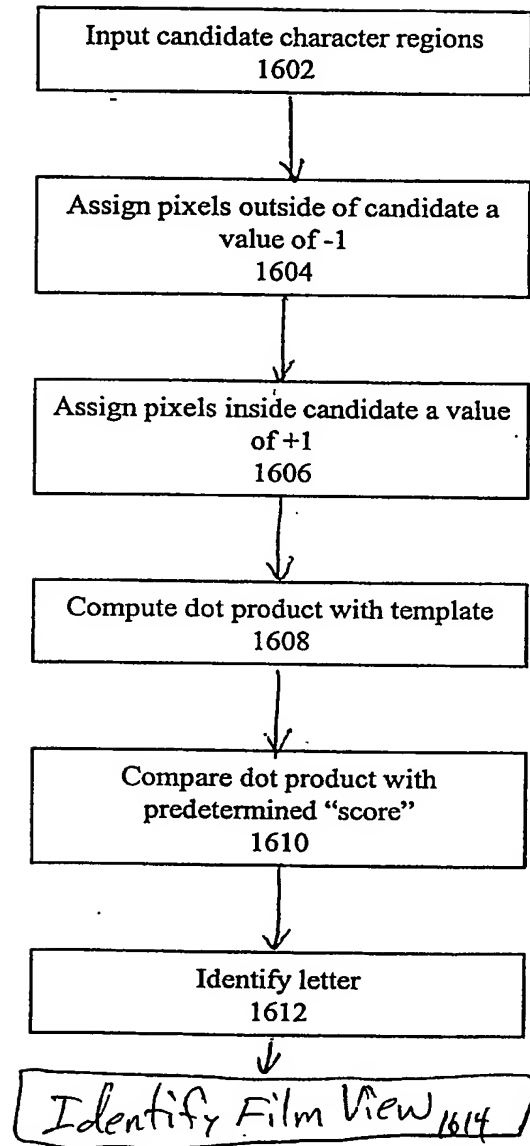 Input candidate character regions
1602
Assign pixels outside of candidate a
value of -1
1604
Assign pixels inside candidate a value
of +1
1606
Compute dot product with template
1608
Compare dot product with
predetermined “score”
1610
Identify letter
1612
Identify Film View 1614